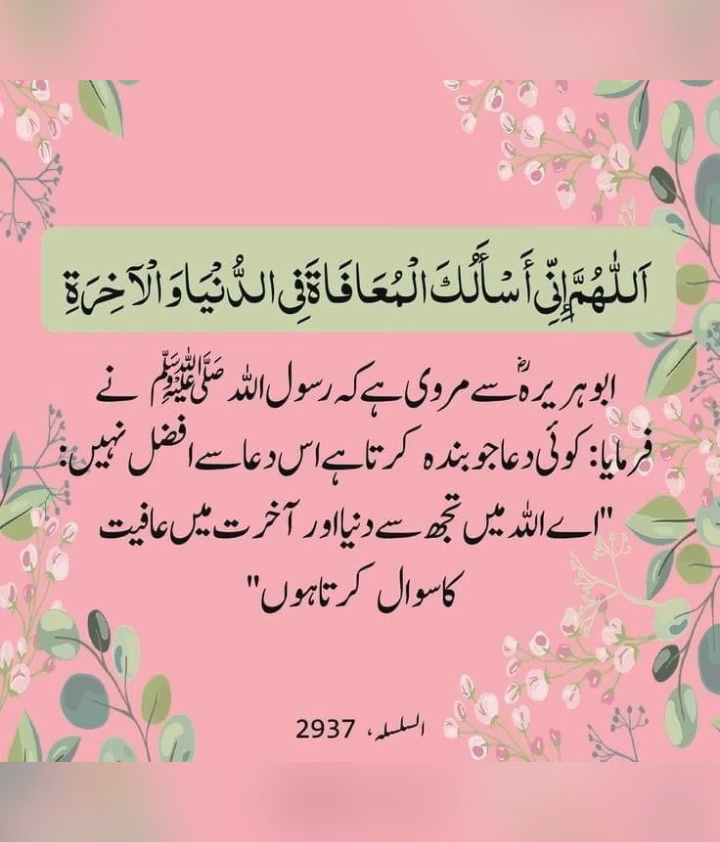 اَللّٰهُمَّ إِنِّي أَسْأَلُكَ الْمُعَافَاةَ فِي الدُّنْيَا وَالْآخِرَةِ
ابو ہریرہؓ سے مروی ہے کہ رسول اللہ ﷺ نے
فرمایا: کوئی دعا جو بندہ کرتا ہے اس دعا سے افضل نہیں:
"اے اللہ میں تجھ سے دنیا اور آخرت میں عافیت
کا سوال کرتا ہوں"
السلسلہ، 2937